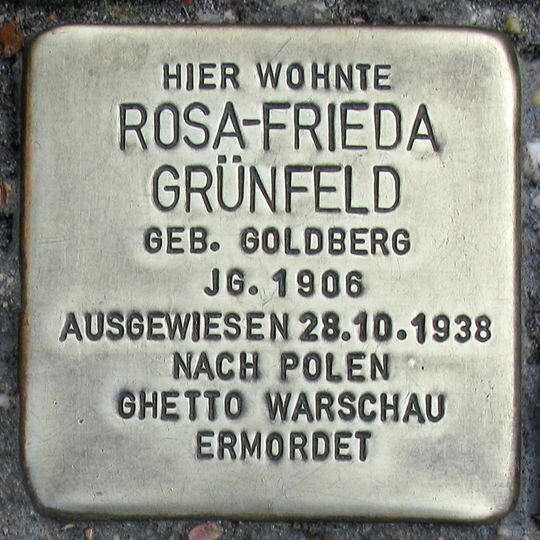 HIER WOHNTE
ROSA-FRIEDA
GRÜNFELD
GEB. GOLDBERG
JG. 1906
AUSGEWIESEN 28.10.1938
NACH POLEN
GHETTO WARSCHAU
ERMORDET